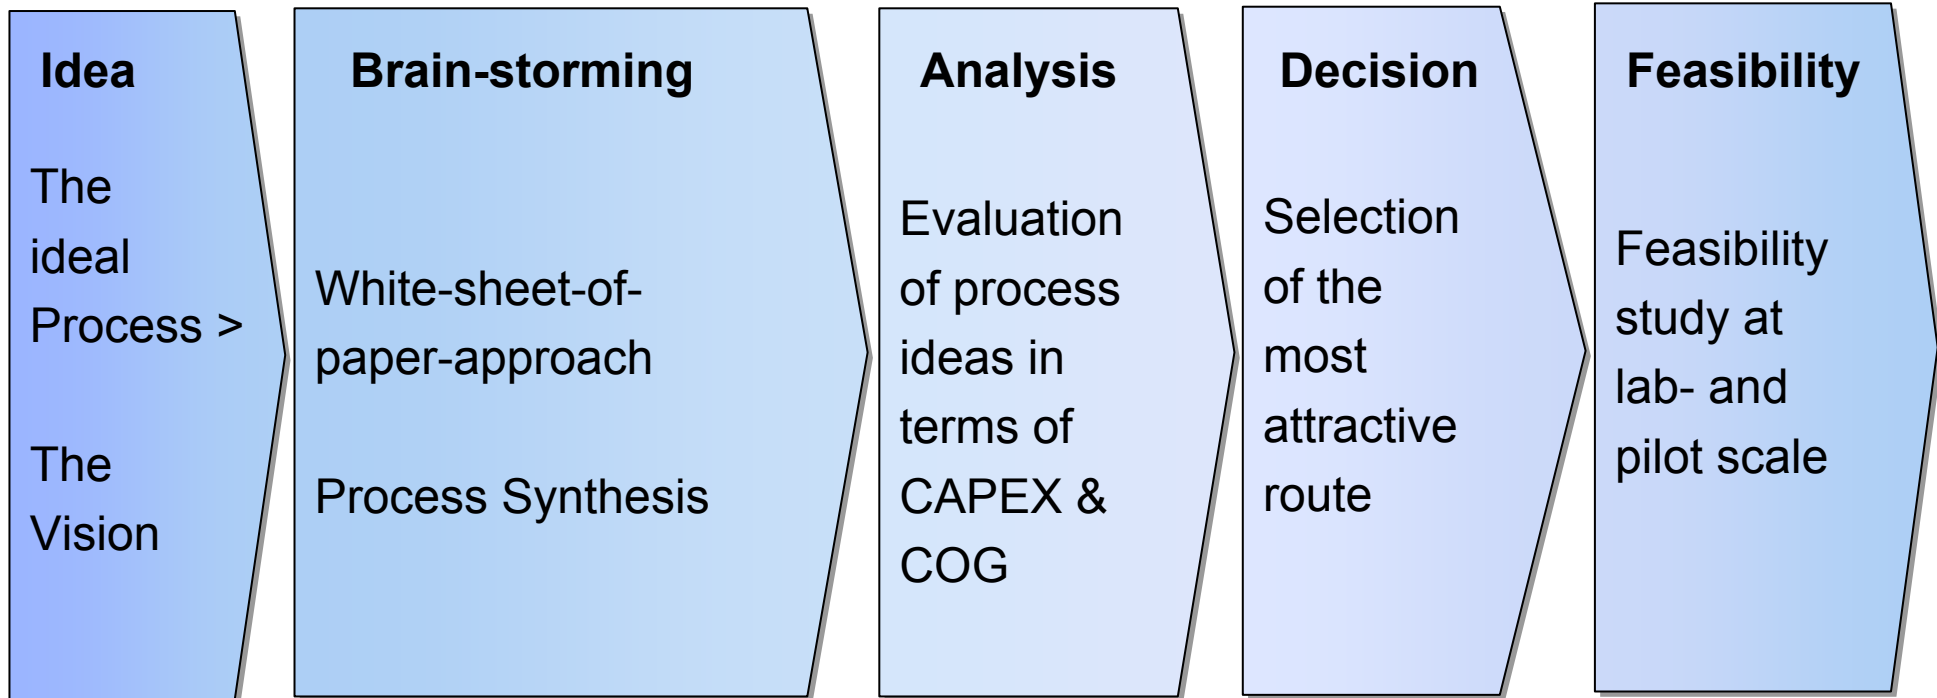 Idea
The
ideal
Process >
The
Vision
Brain-storming
White-sheet-of-
paper-approach
Process Synthesis
Analysis
Evaluation
of process
ideas in
terms of
CAPEX &
COG
Decision
Selection
of the
most
attractive
route
Feasibility
Feasibility
study at
lab- and
pilot scale